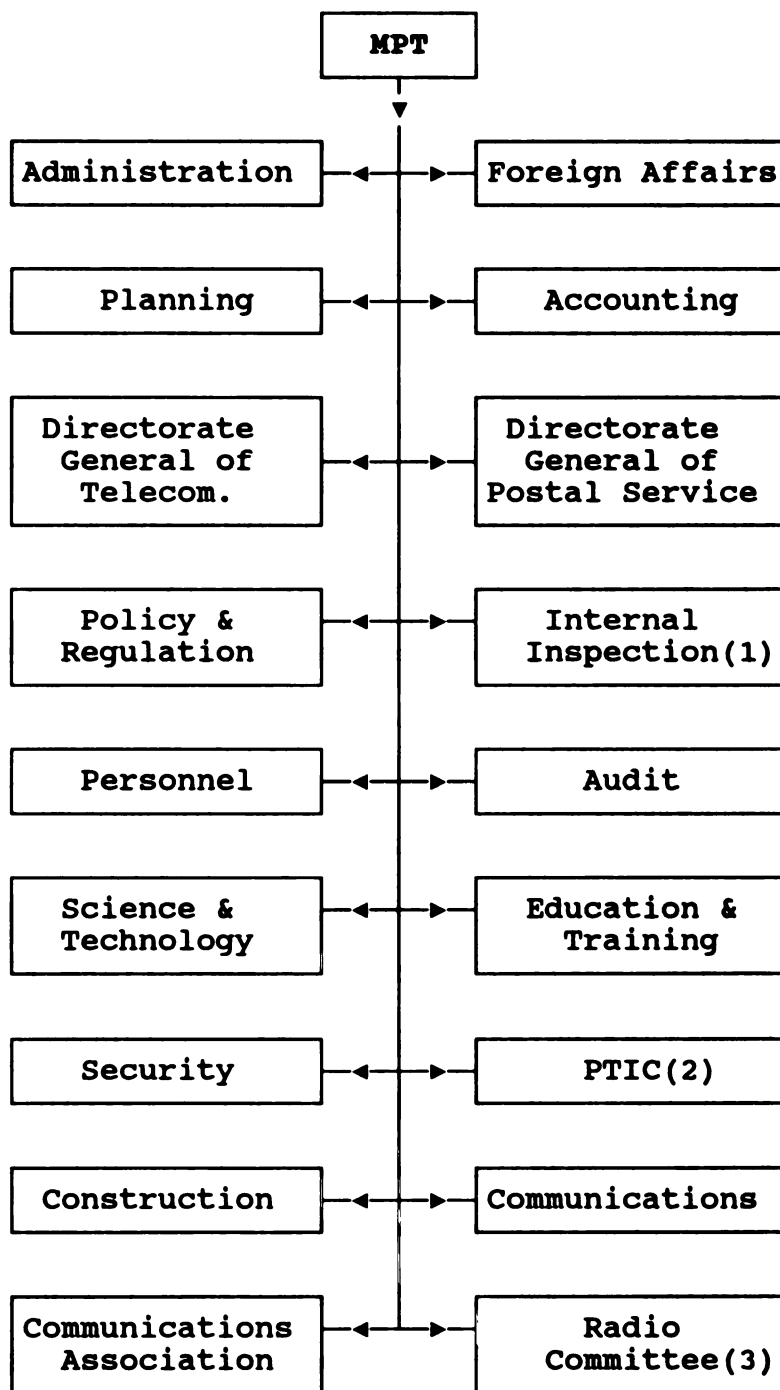 MPT
Administration
Foreign Affairs
Planning
Accounting
Directorate
General of
Telecom.
Directorate
General of
Postal Service
Policy &
Regulation
Internal
Inspection(1)
Personnel
Audit
Science &
Technology
Education &
Training
Security
PTIC(2)
Construction
Communications
Communications
Association
Radio
Committee(3)